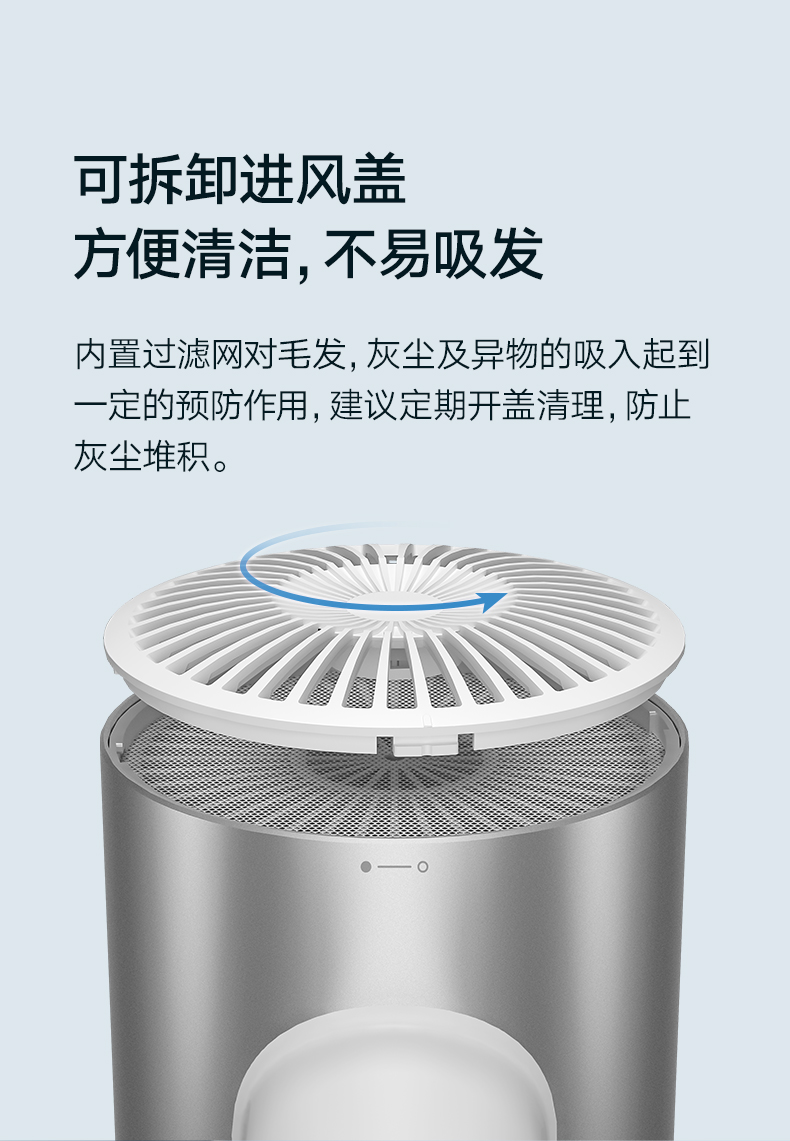 可拆卸进风盖
方便清洁，不易吸发
内置过滤网对毛发，灰尘及异物的吸入起到
一定的预防作用，建议定期开盖清理，防止
灰尘堆积。